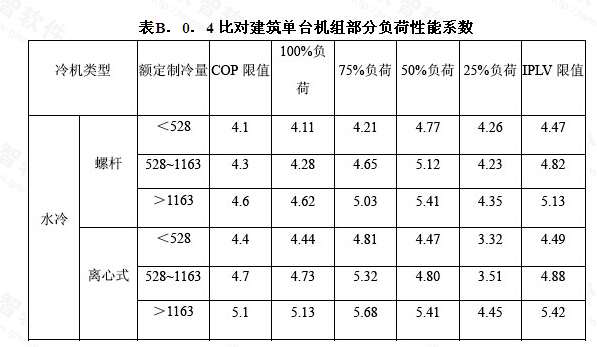 表B．0．4 比对建筑单台机组部分负荷性能系数
冷机类型 额定制冷量 COP 限值 100%负荷 75%负荷 50%负荷 25%负荷 IPLV 限值
水冷 螺杆 ＜528 4.1 4.11 4.21 4.77 4.26 4.47
528~1163 4.3 4.28 4.65 5.12 4.23 4.82
＞1163 4.6 4.62 5.03 5.41 4.35 5.13
离心式 ＜528 4.4 4.44 4.81 4.47 3.32 4.49
528~1163 4.7 4.73 5.32 4.80 3.51 4.88
＞1163 5.1 5.13 5.68 5.41 4.45 5.42